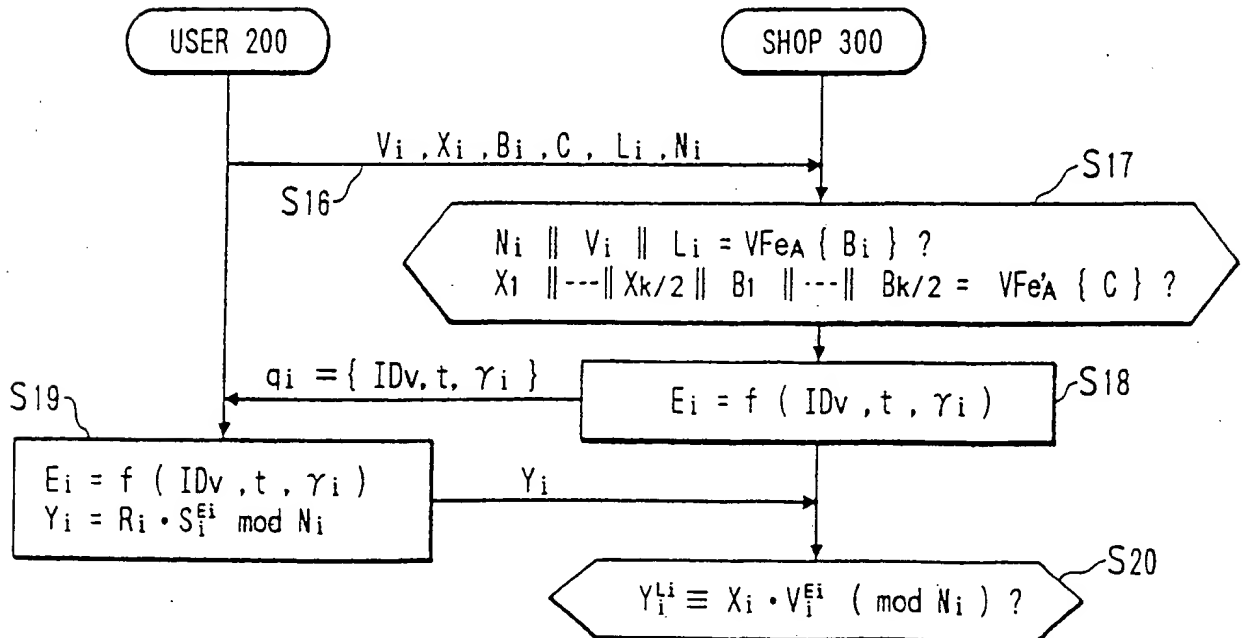 USER 200
SHOP 300
Vi , Xi , Bi , C , Li , Ni
S16
S17
Ni ‖ Vi ‖ Li = VFeA { Bi } ?
X1 ‖---‖ Xk/2 ‖ B1 ‖---‖ Bk/2 = VFe'A { C } ?
qi = { IDv, t, γi }
S18
Ei = f ( IDv , t , γi )
S19
Ei = f ( IDv , t , γi )
Yi = Ri · Si^Ei mod Ni
Yi
S20
Yi^Li ≡ Xi · Vi^Ei ( mod Ni ) ?